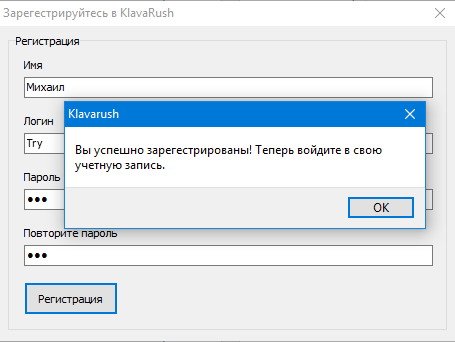 Зарегестрируйтесь в KlavaRush
Регистрация
Имя
Михаил
Klavarush
Логин
Try
Вы успешно зарегестрированы! Теперь войдите в свою
учетную запись.
Пароль
●●●
OK
Повторите пароль
●●●
Регистрация